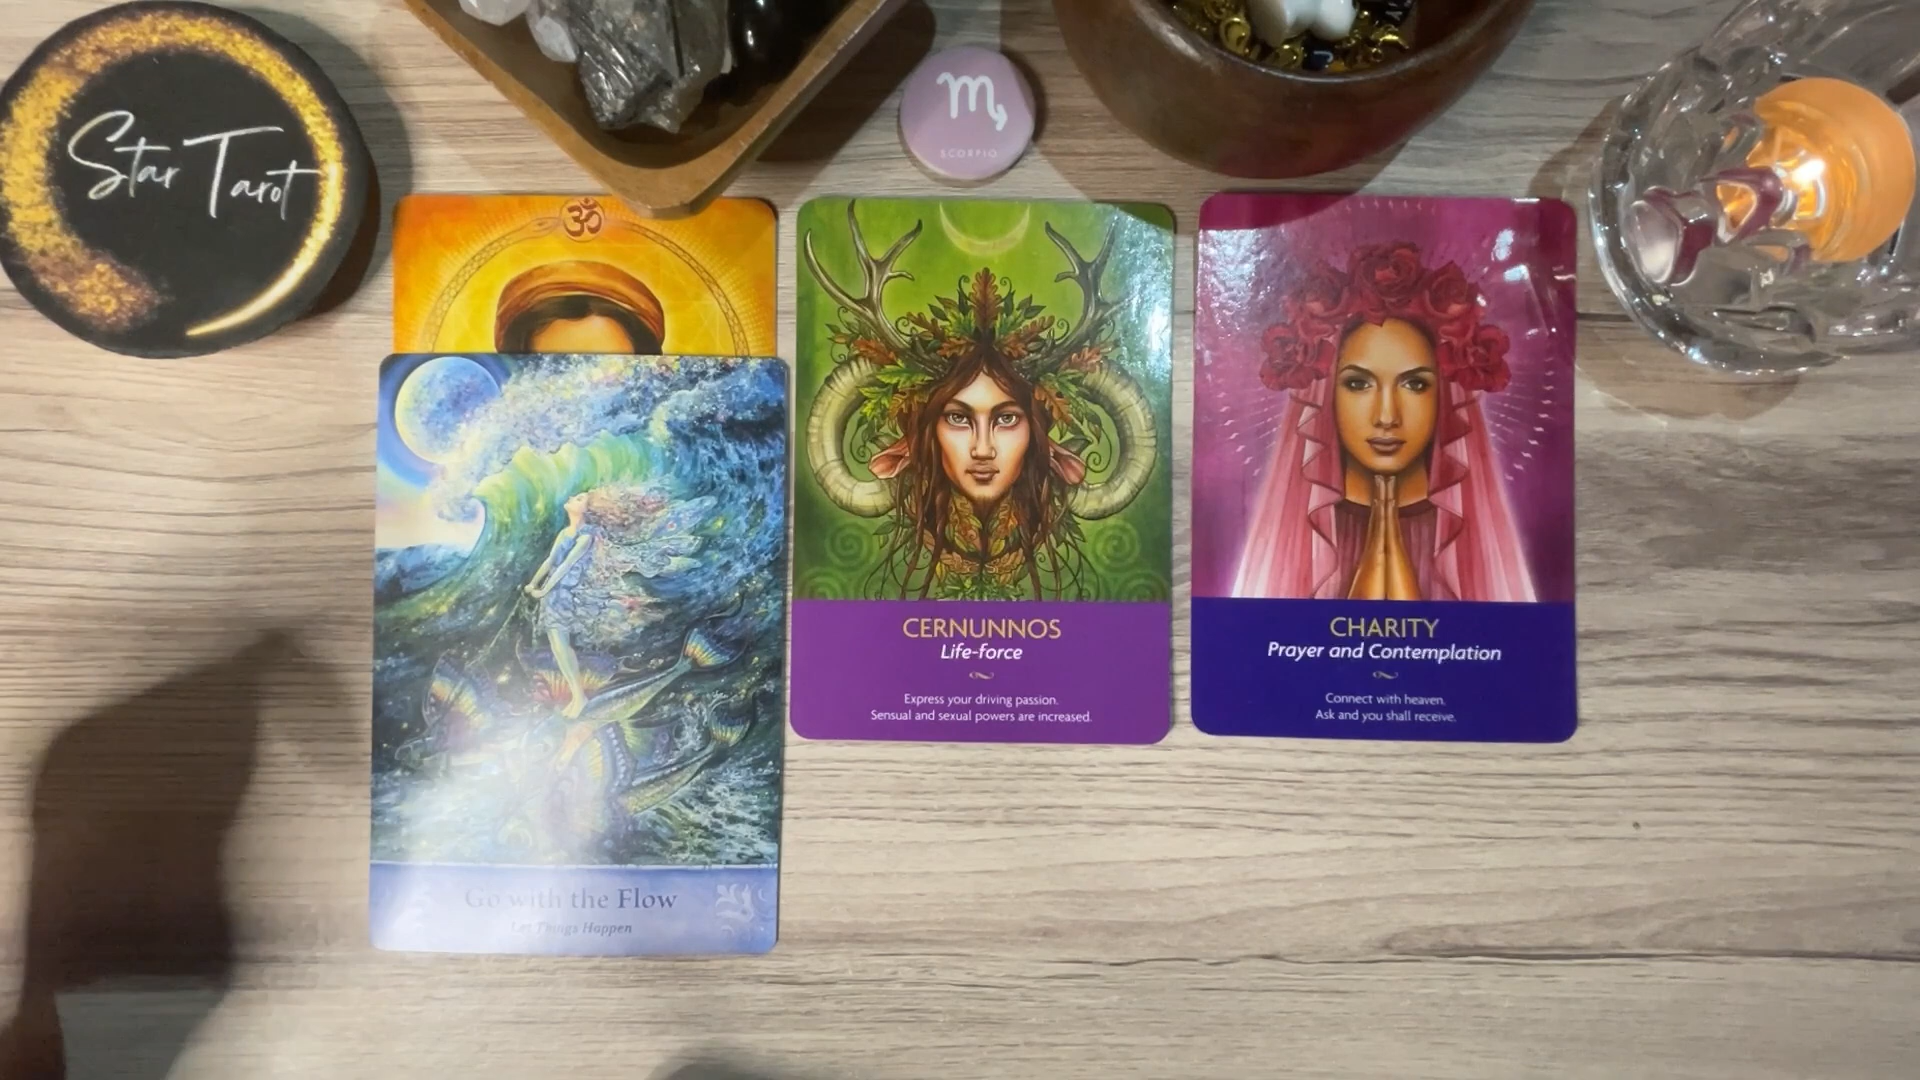 Star Tarot
SCORPIO
ॐ
CERNUNNOS
Life-force
Express your driving passion.
Sensual and sexual powers are increased.
CHARITY
Prayer and Contemplation
Connect with heaven.
Ask and you shall receive.
Go with the Flow
Let Things Happen